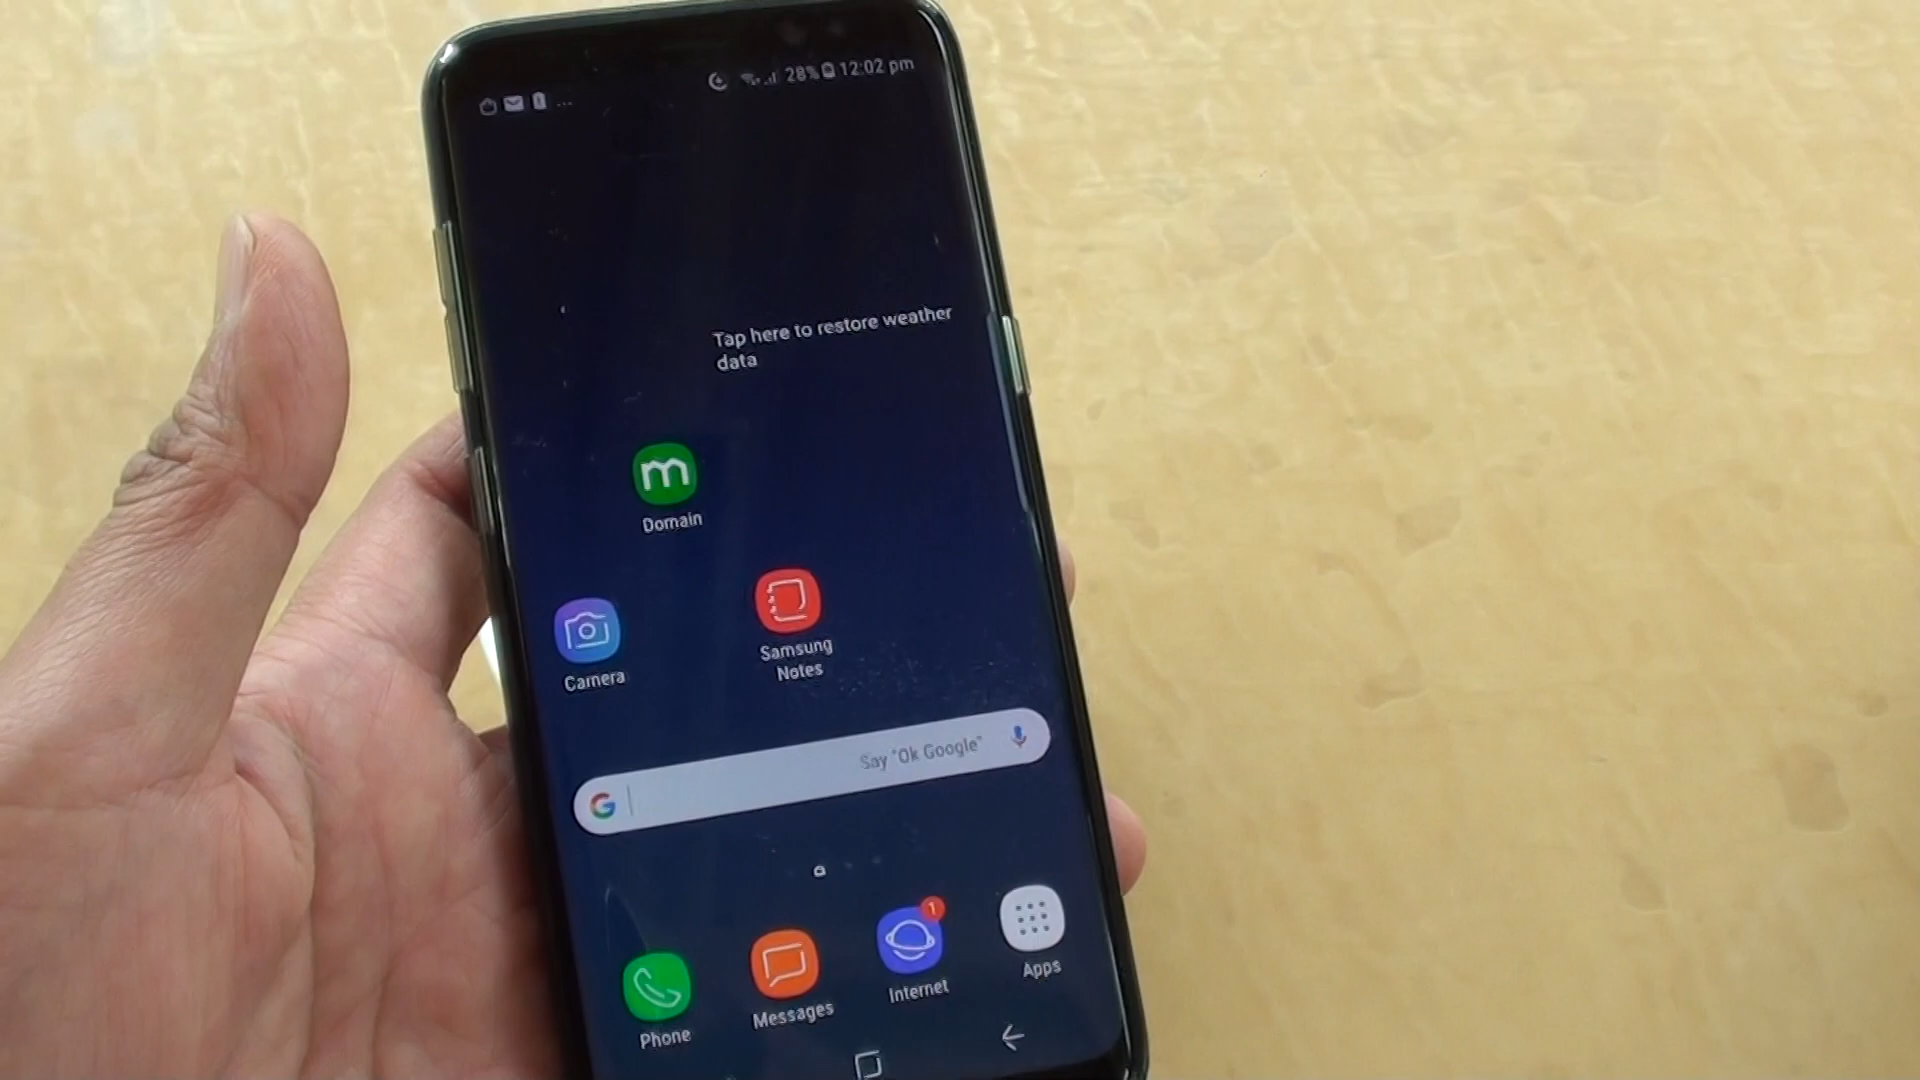 28% 12:02 pm
Tap here to restore weather
data
m
Domain
Camera
Samsung
Notes
G
Say "Ok Google"
1
Phone
Messages
Internet
Apps